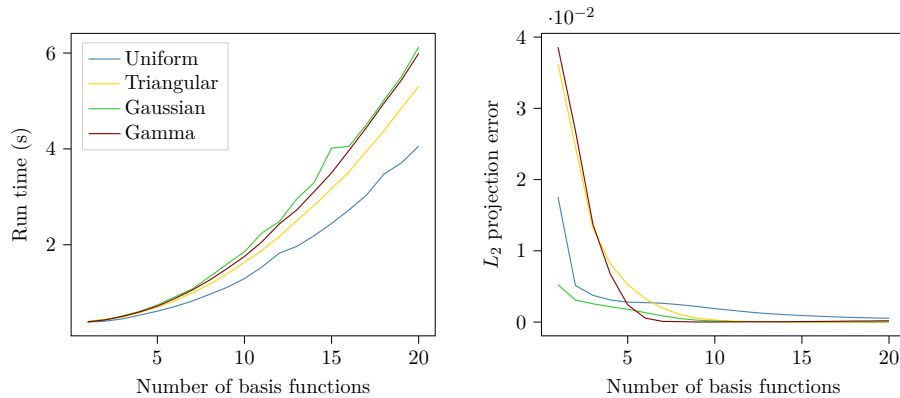 Run time (s)
6
4
2
Uniform
Triangular
Gaussian
Gamma
5
10
15
20
Number of basis functions
·10⁻²
L₂ projection error
4
3
2
1
0
5
10
15
20
Number of basis functions